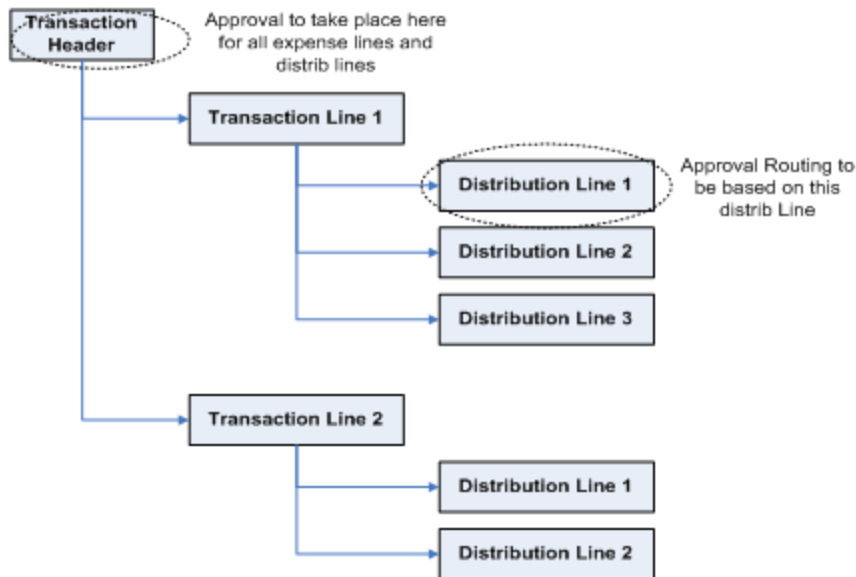 Transaction
Header
Approval to take place here
for all expense lines and
distrib lines
Transaction Line 1
Distribution Line 1
Approval Routing to
be based on this
distrib Line
Distribution Line 2
Distribution Line 3
Transaction Line 2
Distribution Line 1
Distribution Line 2